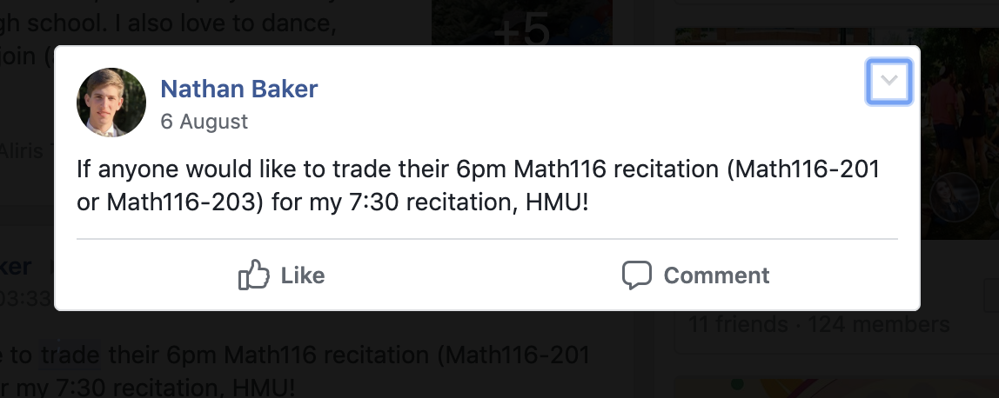 gh school. I also love to dance,
+5
join (
Nathan Baker
6 August
Aliris
If anyone would like to trade their 6pm Math116 recitation (Math116-201
or Math116-203) for my 7:30 recitation, HMU!
ker
Like
Comment
03:33
11 friends · 124 members
e to trade their 6pm Math116 recitation (Math116-201
r my 7:30 recitation, HMU!